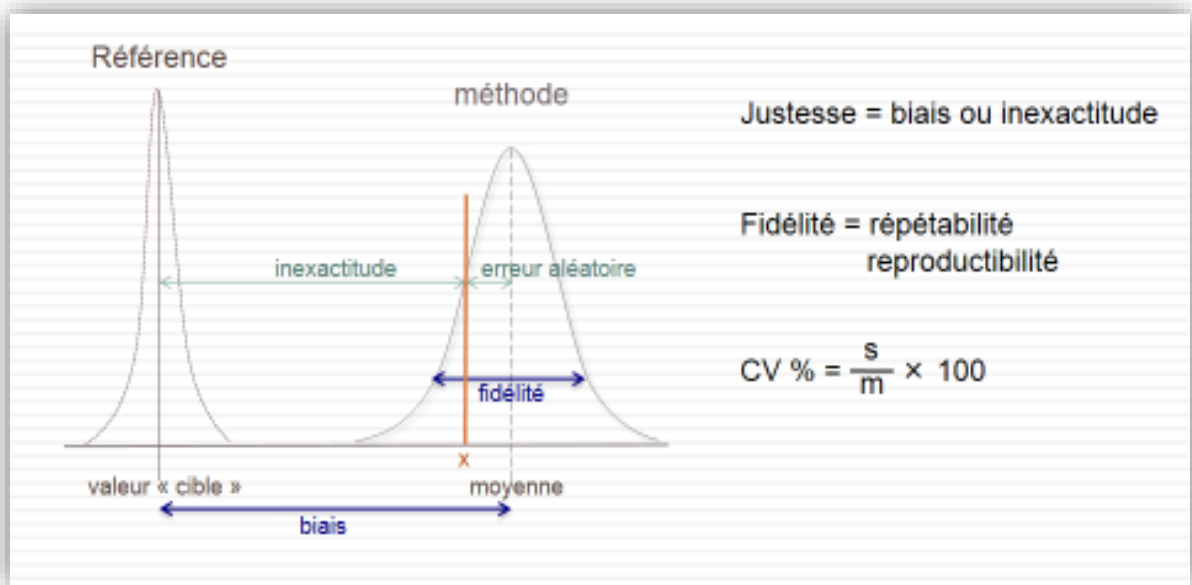 Référence
méthode
inexactitude
erreur aléatoire
fidélité
x
valeur « cible »
moyenne
biais
Justesse = biais ou inexactitude
Fidélité = répétabilité
reproductibilité
CV % = s/m × 100